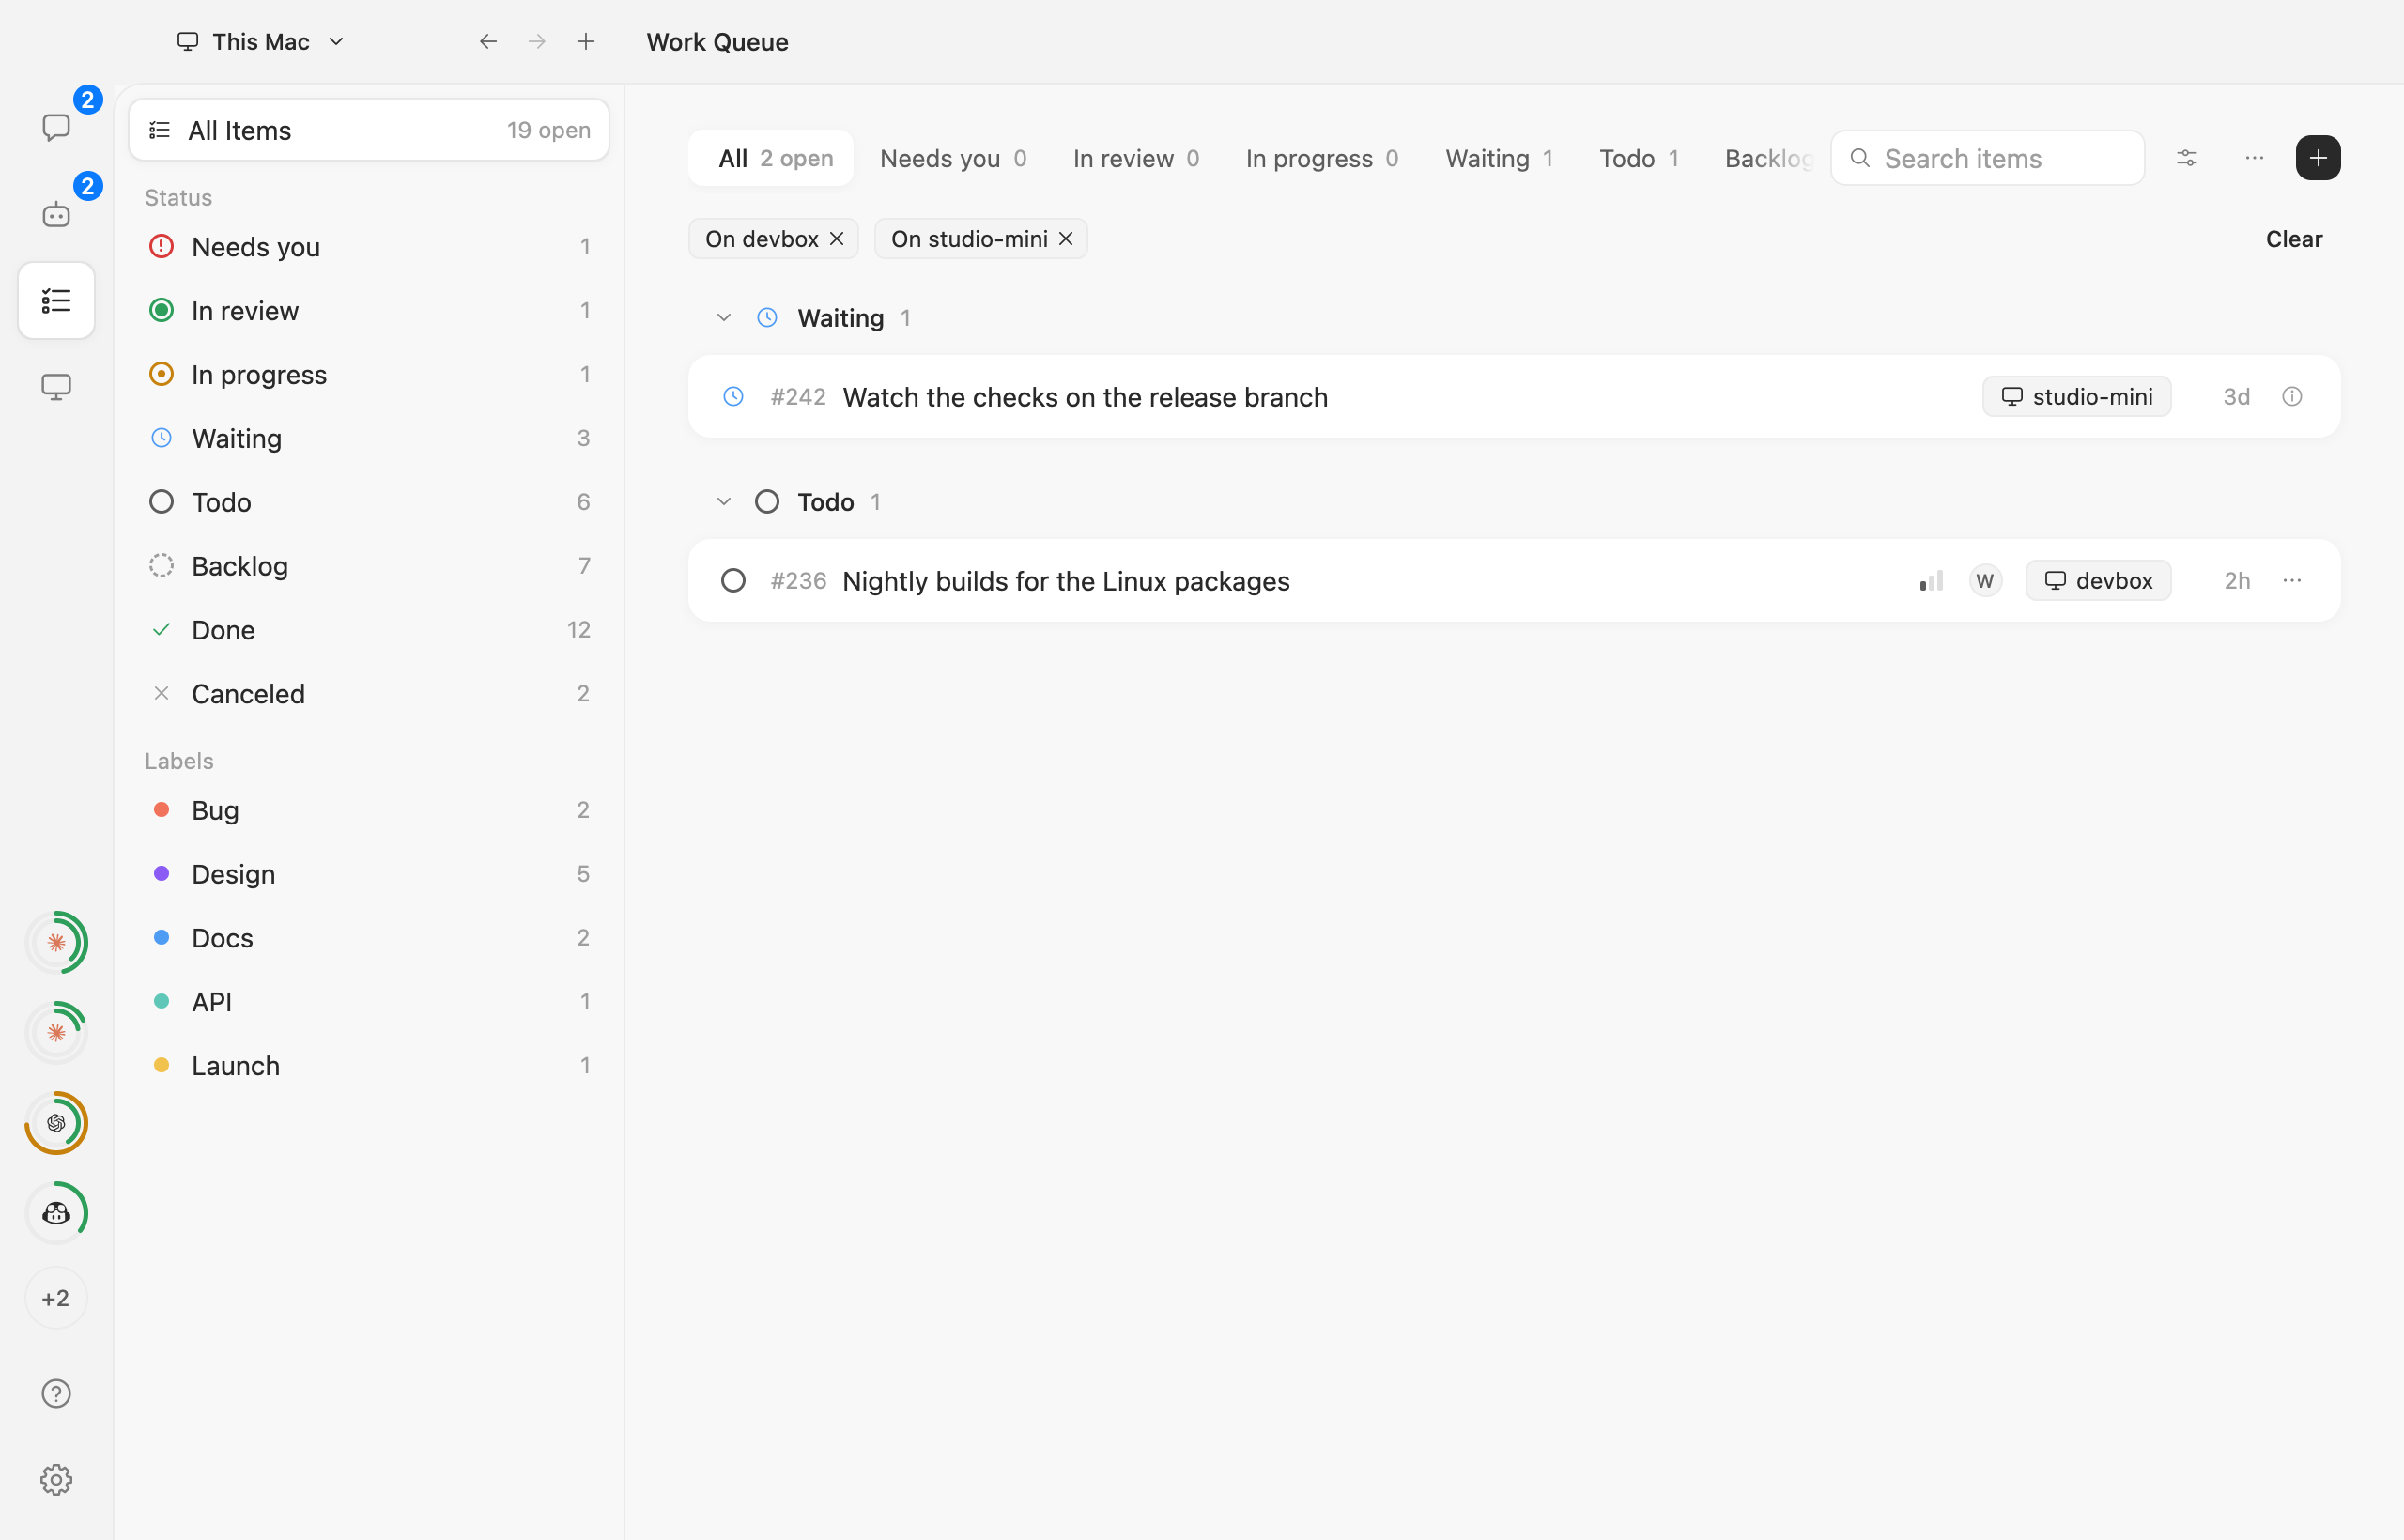 This Mac
Work Queue
2
2
All Items 19 open
Status
Needs you 1
In review 1
In progress 1
Waiting 3
Todo 6
Backlog 7
Done 12
Canceled 2
Labels
Bug 2
Design 5
Docs 2
API 1
Launch 1
+2
All 2 open Needs you 0 In review 0 In progress 0 Waiting 1 Todo 1 Backlog Search items
On devbox On studio-mini Clear
Waiting 1
#242 Watch the checks on the release branch studio-mini 3d
Todo 1
#236 Nightly builds for the Linux packages W devbox 2h